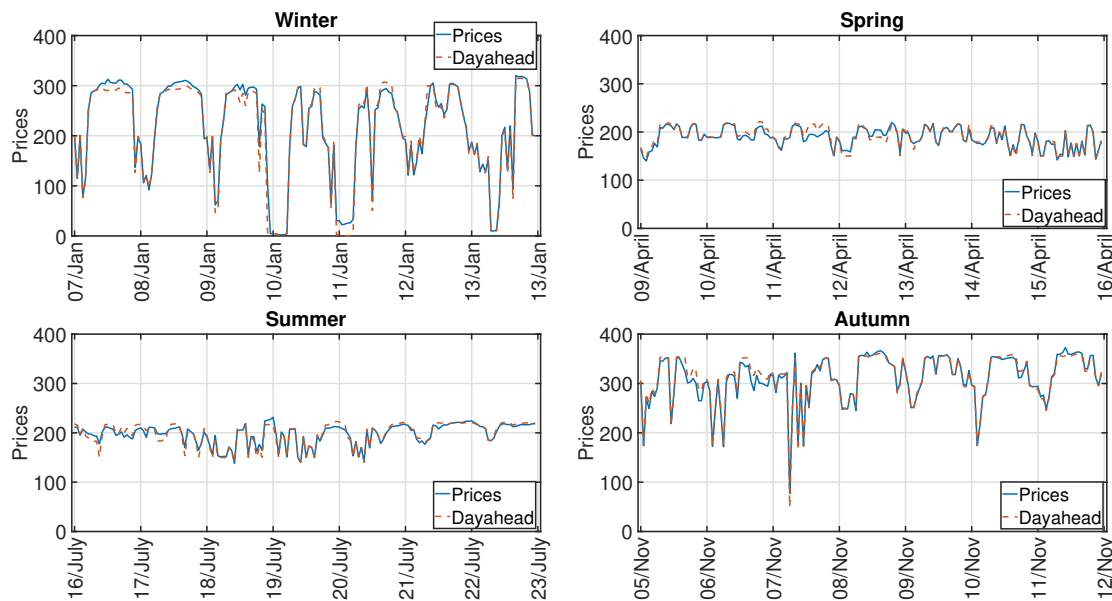 Winter
Prices
400
300
200
100
0
Prices
Dayahead
07/Jan
08/Jan
09/Jan
10/Jan
11/Jan
12/Jan
13/Jan
13/Jan
Spring
Prices
400
300
200
100
0
Prices
Dayahead
09/April
10/April
11/April
12/April
13/April
14/April
15/April
16/April
Summer
Prices
400
300
200
100
0
Prices
Dayahead
16/July
17/July
18/July
19/July
20/July
21/July
22/July
23/July
Autumn
Prices
400
300
200
100
0
Prices
Dayahead
05/Nov
06/Nov
07/Nov
08/Nov
09/Nov
10/Nov
11/Nov
12/Nov